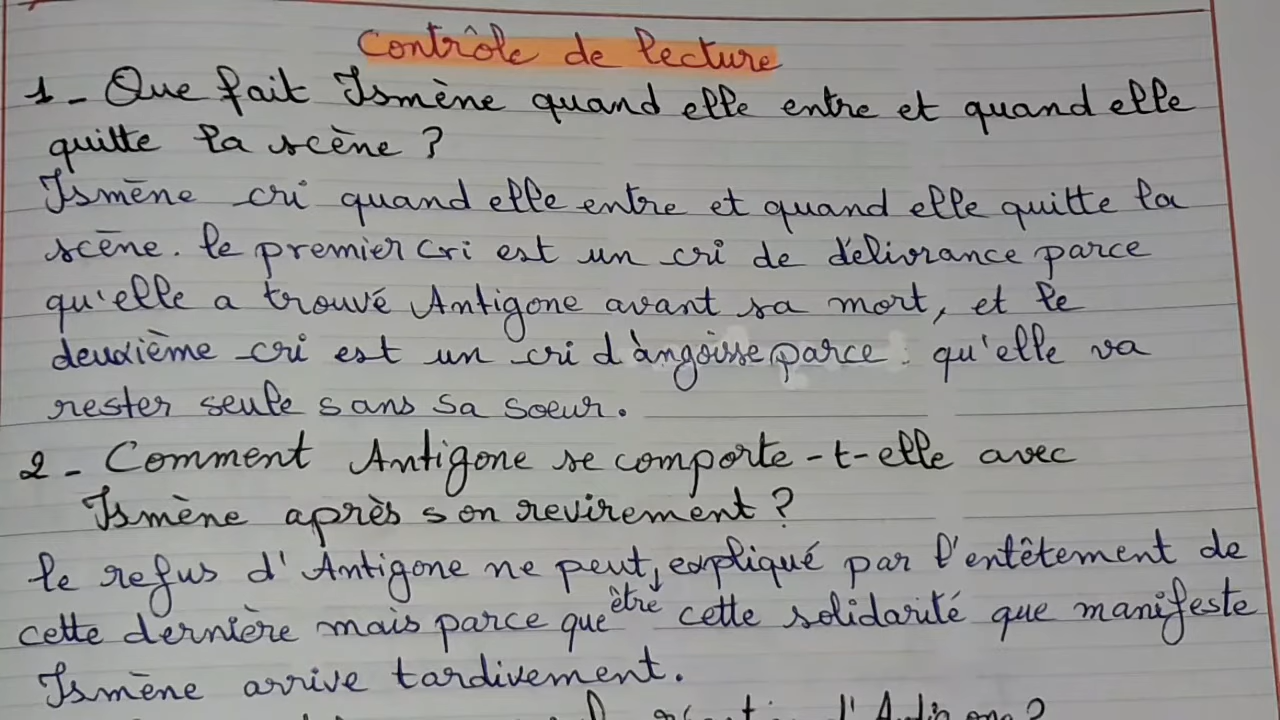 Contrôle de lecture
1 - Que fait Ismène quand elle entre et quand elle
quitte la scène ?
Ismène cri quand elle entre et quand elle quitte la
scène. le premier cri est un cri de délivrance parce
qu'elle a trouvé Antigone avant sa mort, et le
deuxième cri est un cri d'angoisse parce qu'elle va
rester seule sans sa soeur.
2 - Comment Antigone se comporte-t-elle avec
Ismène après son revirement ?
le refus d'Antigone ne peut expliqué par l'entêtement de
être
cette dernière mais parce que cette solidarité que manifeste
Ismène arrive tardivement.
d'Antigone ?